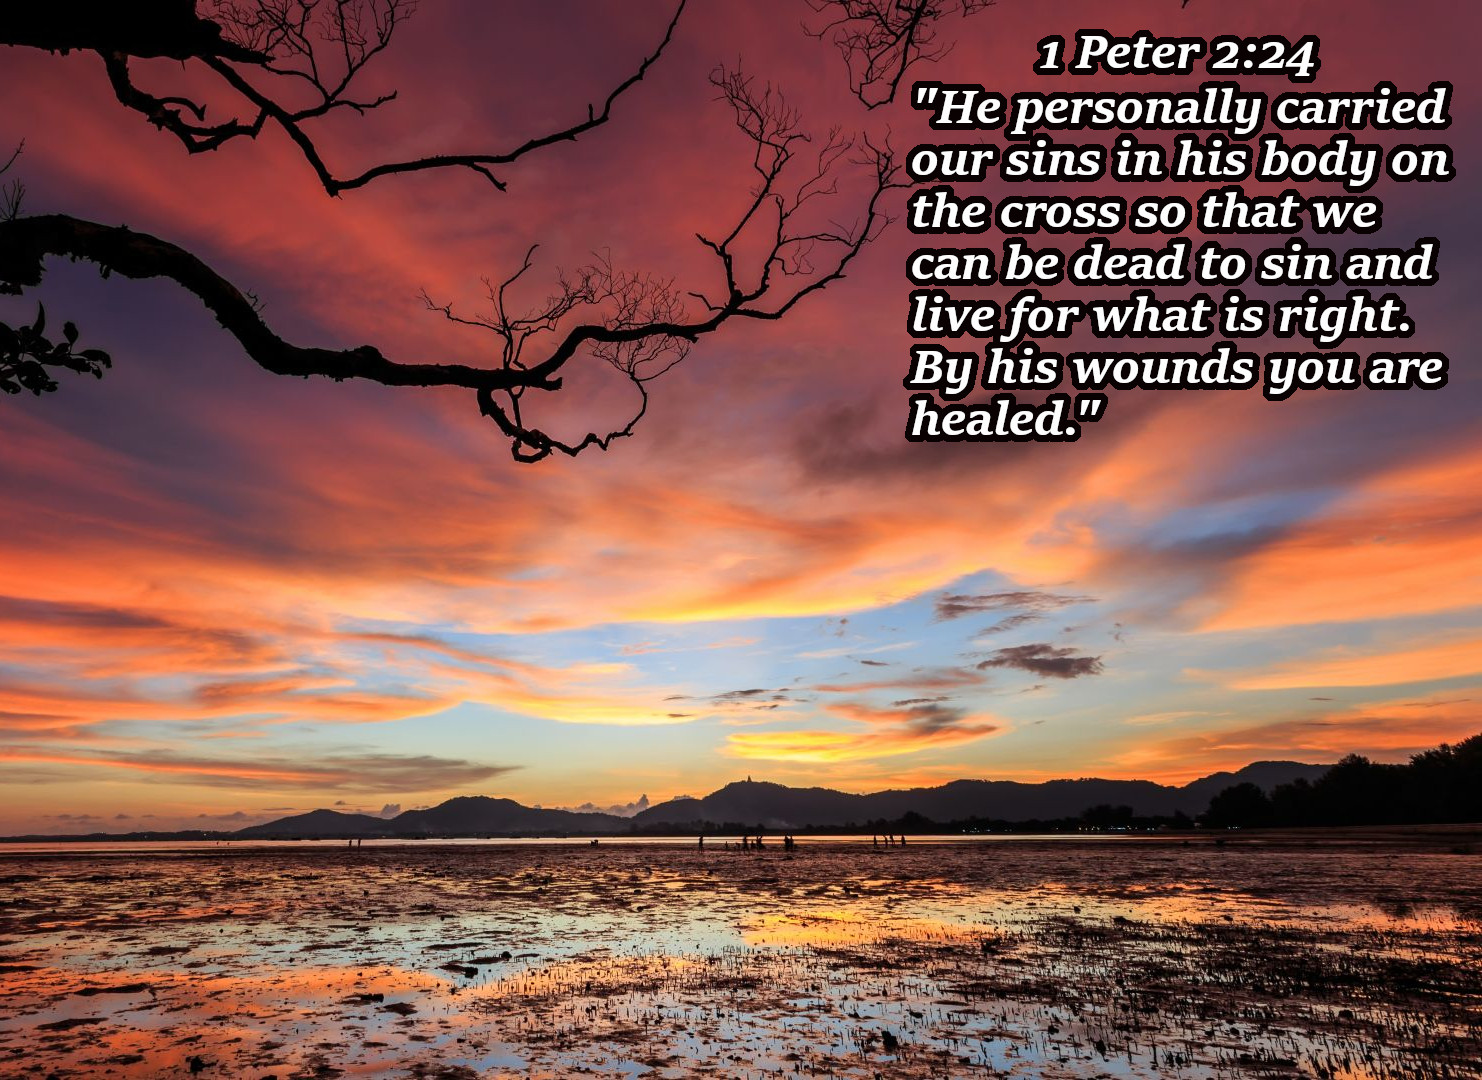 1 Peter 2:24
"He personally carried
our sins in his body on
the cross so that we
can be dead to sin and
live for what is right.
By his wounds you are
healed."